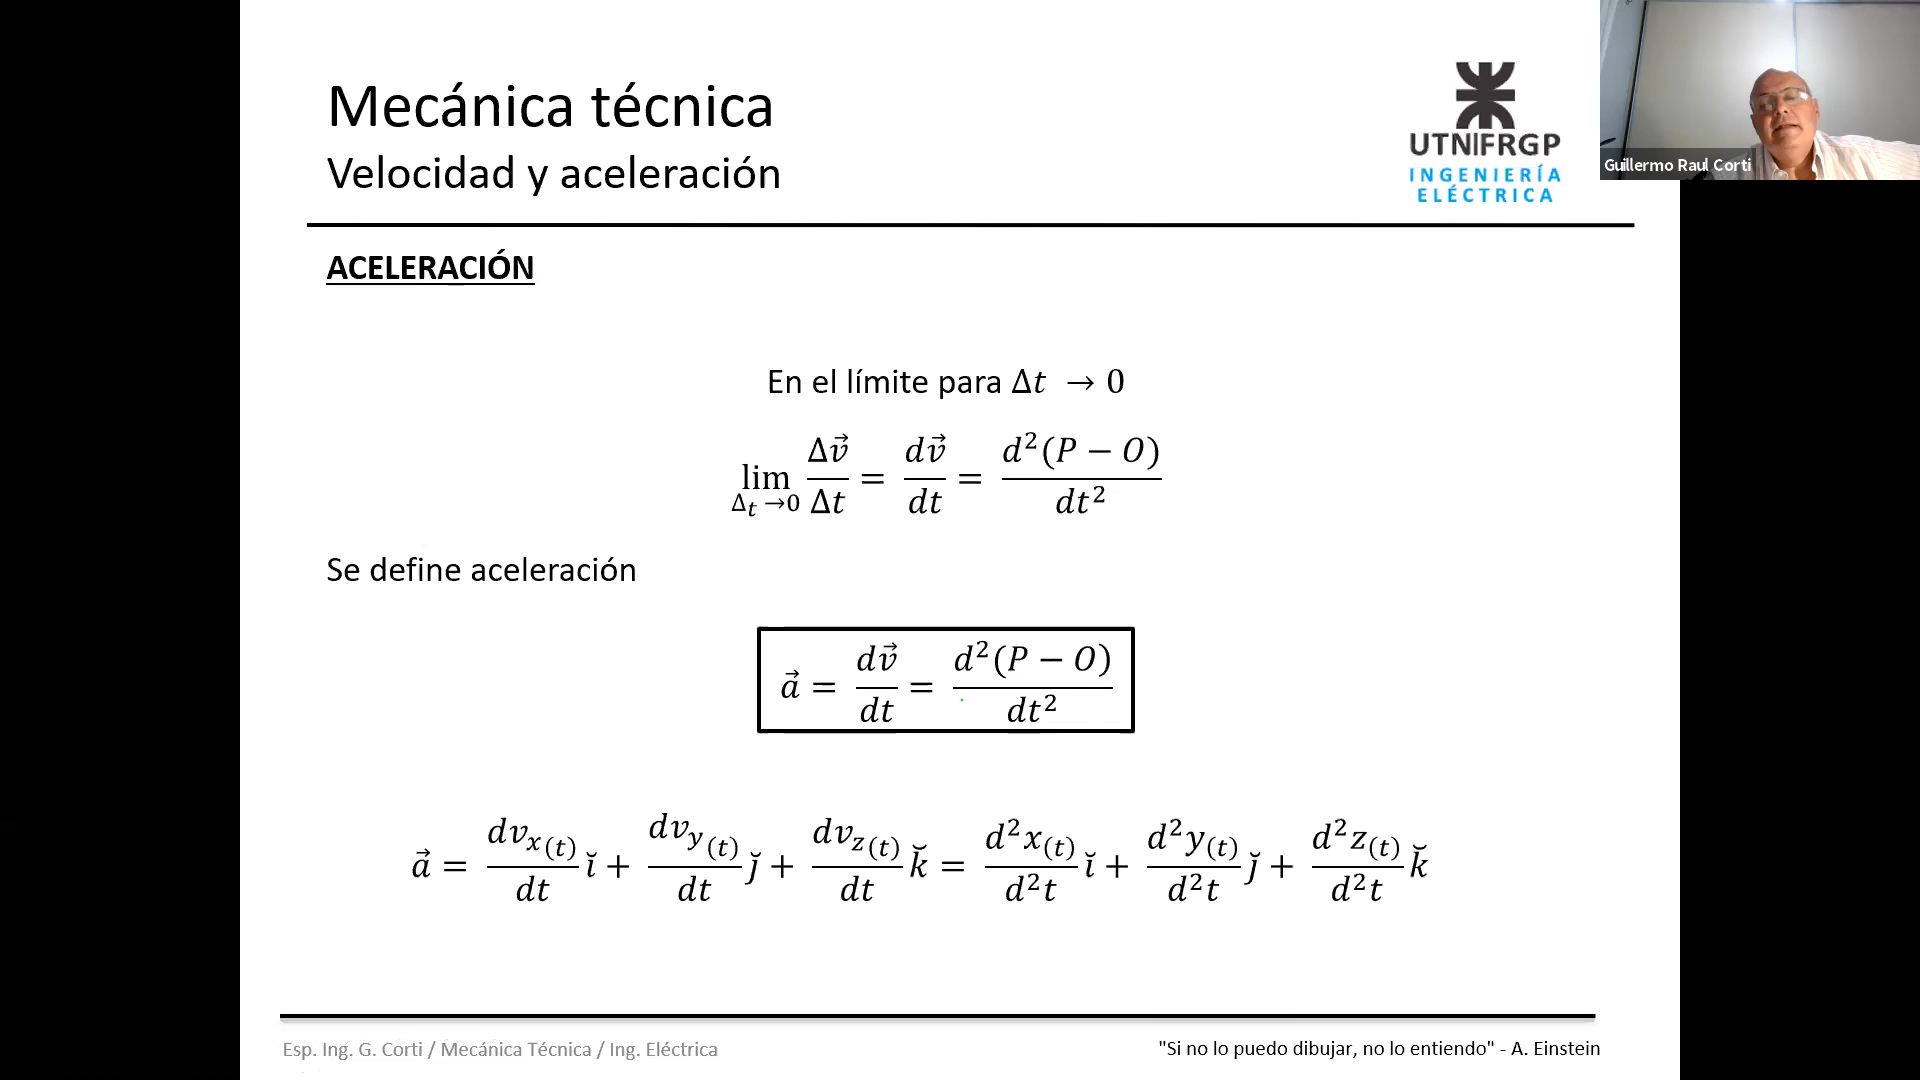 Mecánica técnica
Velocidad y aceleración
UTN FRGP
INGENIERÍA
ELÉCTRICA
Guillermo Raul Corti
ACELERACIÓN
En el límite para Δt → 0
lim Δt →0 Δv⃗/Δt = dv⃗/dt = d²(P − O)/dt²
Se define aceleración
a⃗ = dv⃗/dt = d²(P − O)/dt²
a⃗ = dvx(t)/dt ĭ + dvy(t)/dt j̆ + dvz(t)/dt k̆ = d²x(t)/d²t ĭ + d²y(t)/d²t j̆ + d²z(t)/d²t k̆
Esp. Ing. G. Corti / Mecánica Técnica / Ing. Eléctrica
"Si no lo puedo dibujar, no lo entiendo" - A. Einstein